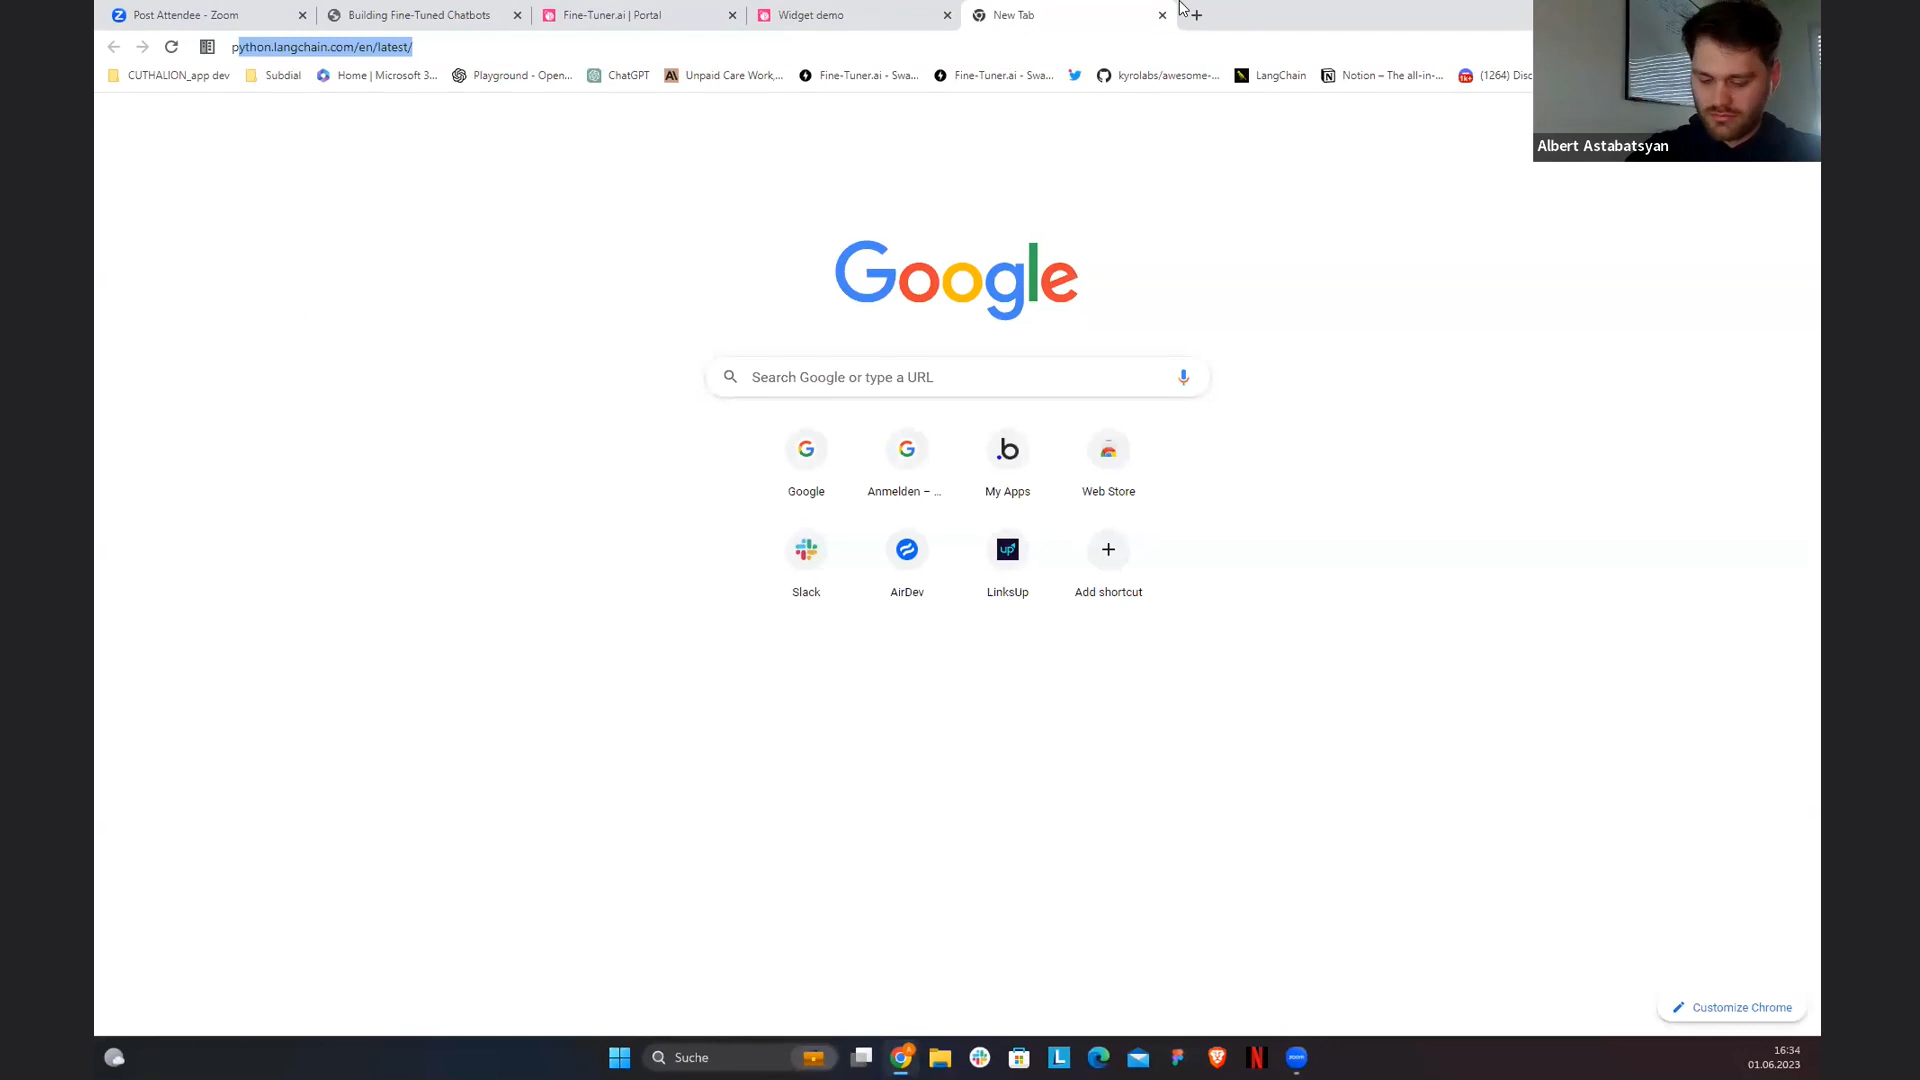 Post Attendee - Zoom
Building Fine-Tuned Chatbots
Fine-Tuner.ai | Portal
Widget demo
New Tab
python.langchain.com/en/latest/
CUTHALION_app dev
Subdial
Home | Microsoft 3...
Playground - Open...
ChatGPT
Unpaid Care Work,...
Fine-Tuner.ai - Swa...
Fine-Tuner.ai - Swa...
kyrolabs/awesome-...
LangChain
Notion – The all-in-...
(1264) Disc
Albert Astabatsyan
Google
Search Google or type a URL
Google
Anmelden – ...
My Apps
Web Store
Slack
AirDev
LinksUp
Add shortcut
Customize Chrome
Suche
16:34
01.06.2023